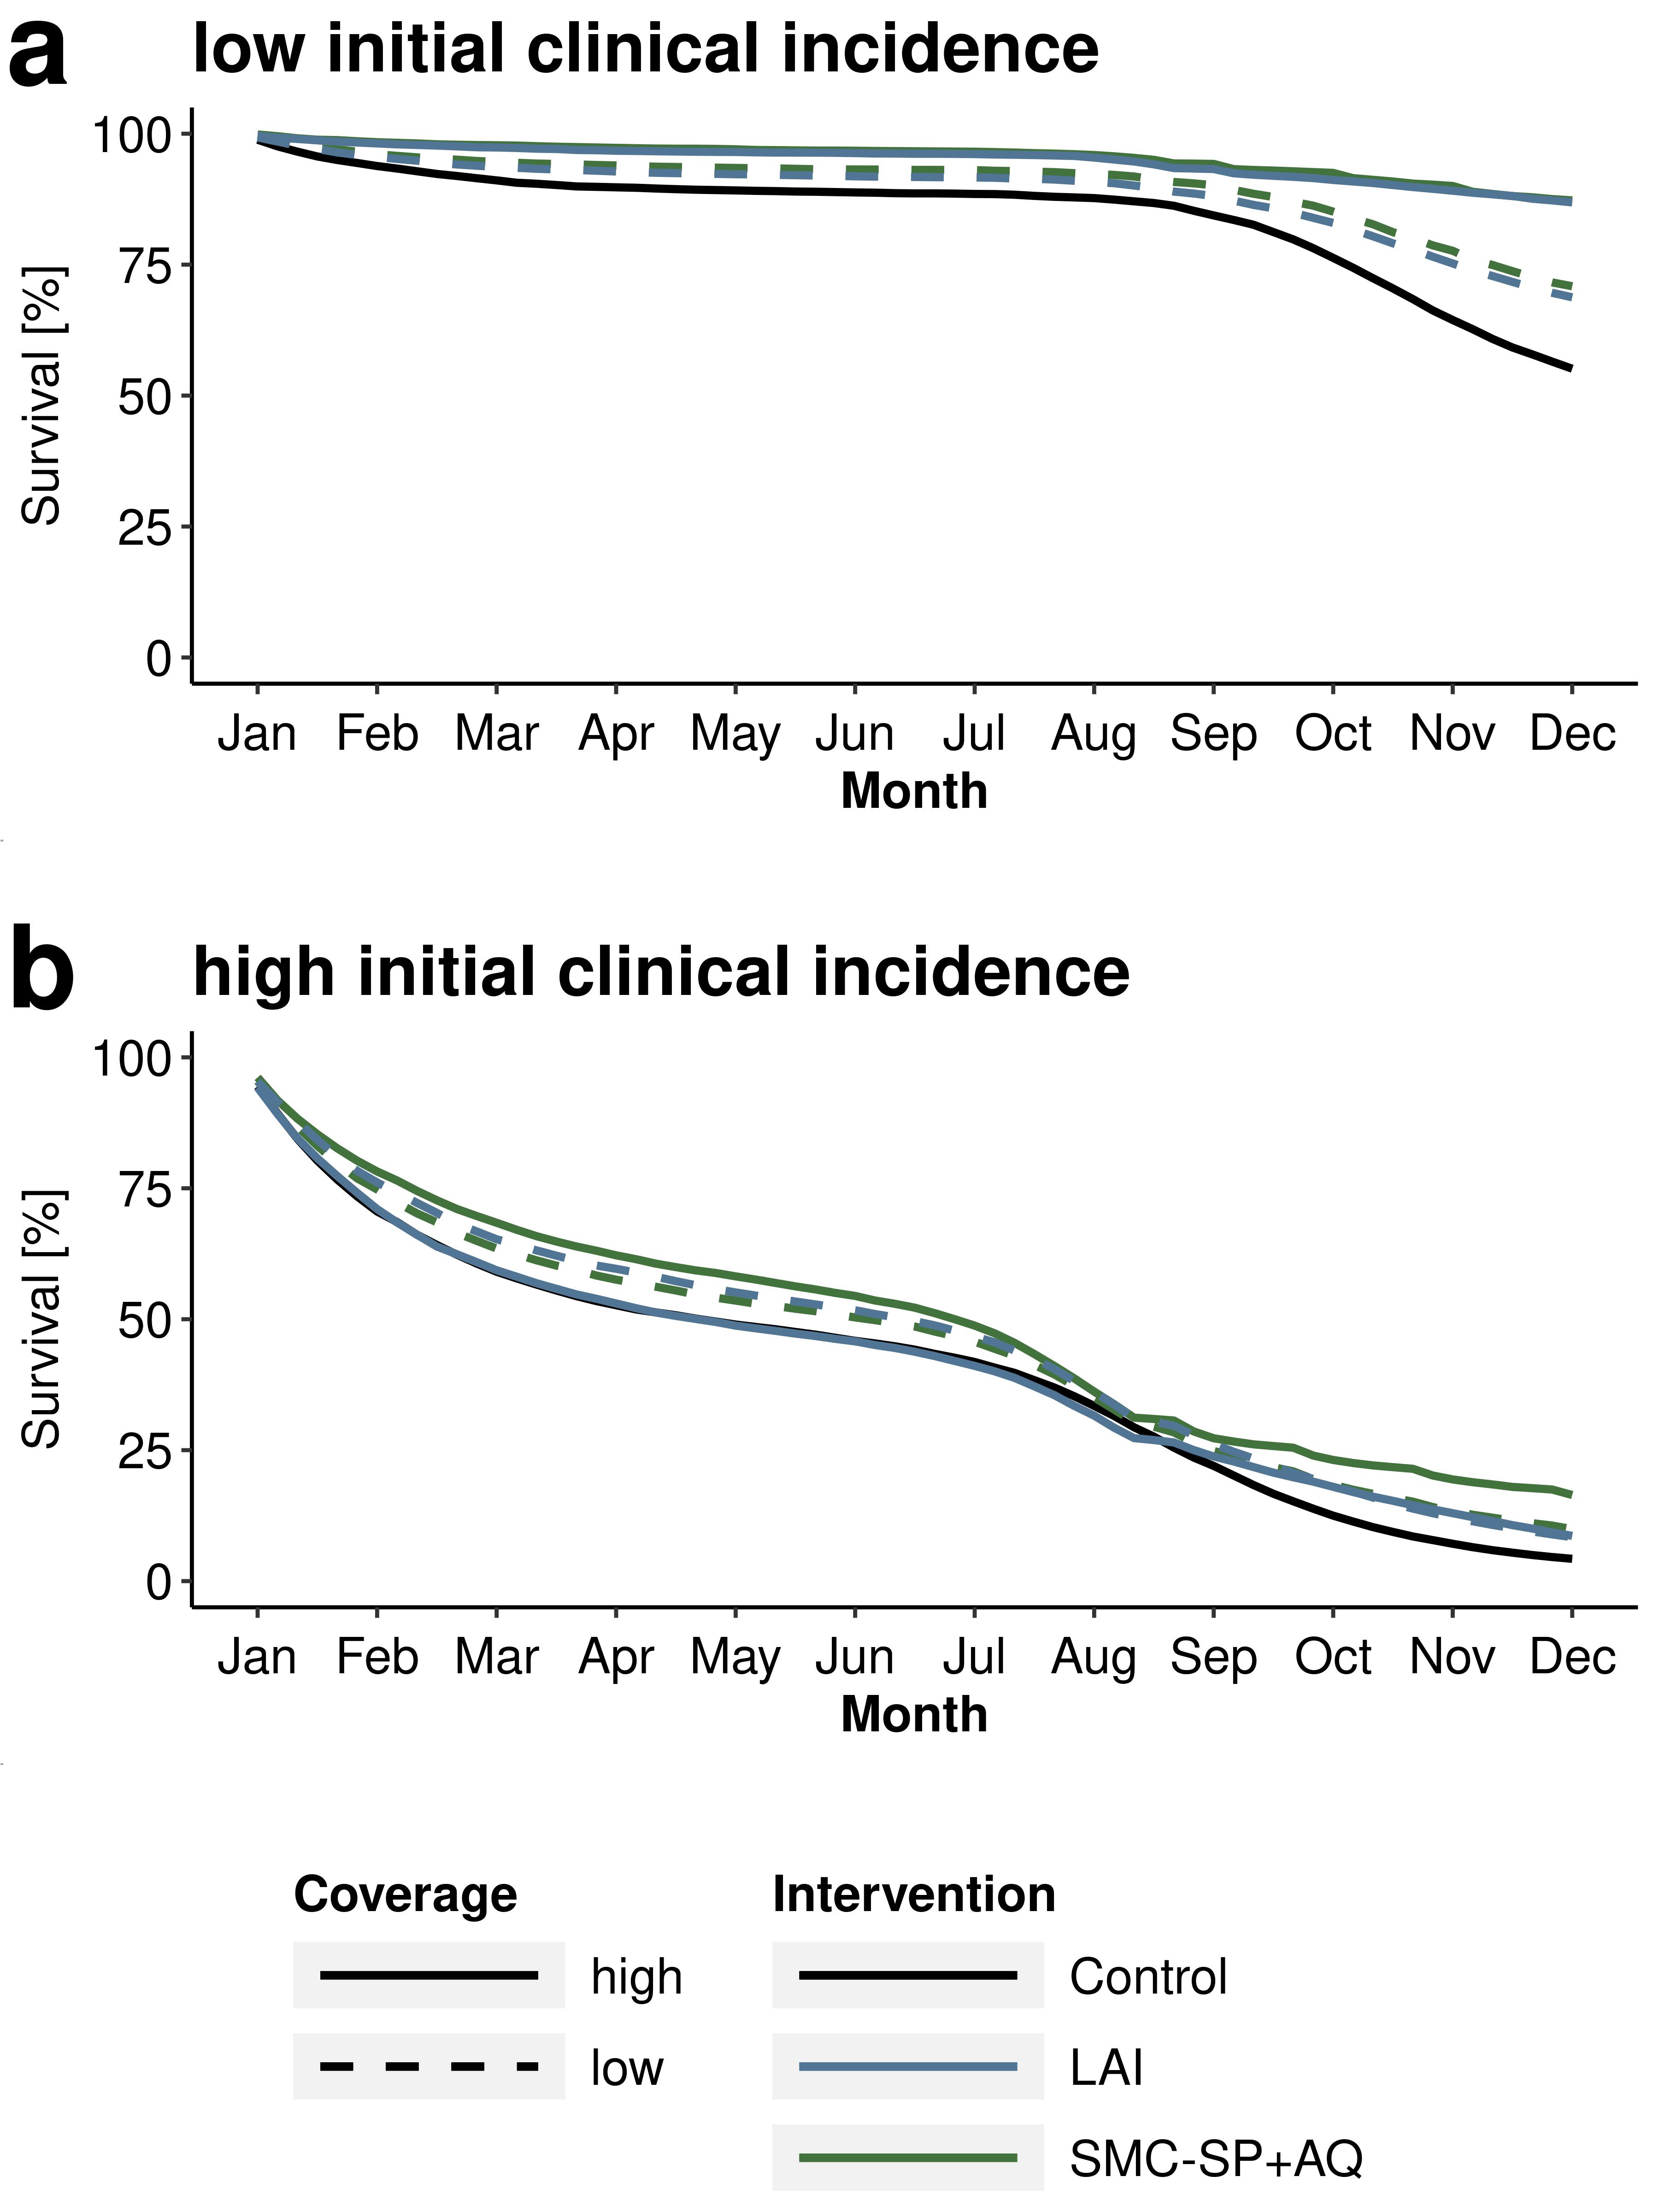 a low initial clinical incidence
100
75
50
25
0
Survival [%]
Jan Feb Mar Apr May Jun Jul Aug Sep Oct Nov Dec
Month
b high initial clinical incidence
100
75
50
25
0
Survival [%]
Jan Feb Mar Apr May Jun Jul Aug Sep Oct Nov Dec
Month
Coverage
high
low
Intervention
Control
LAI
SMC-SP+AQ